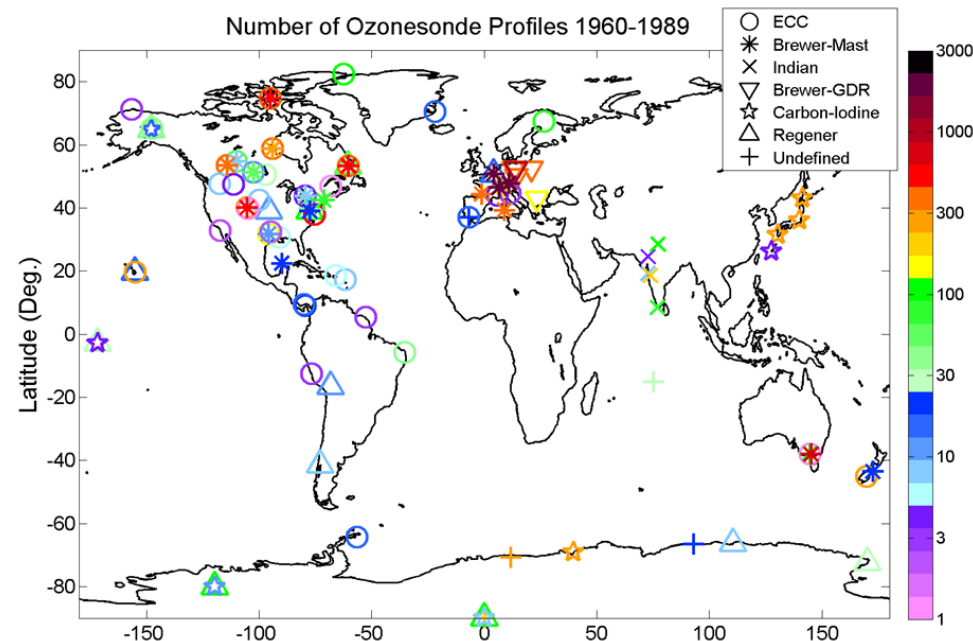 Number of Ozonesonde Profiles 1960-1989
ECC
Brewer-Mast
Indian
Brewer-GDR
Carbon-Iodine
Regener
Undefined
Latitude (Deg.)
80
60
40
20
0
-20
-40
-60
-80
-150
-100
-50
0
50
100
150
3000
1000
300
100
30
10
3
1